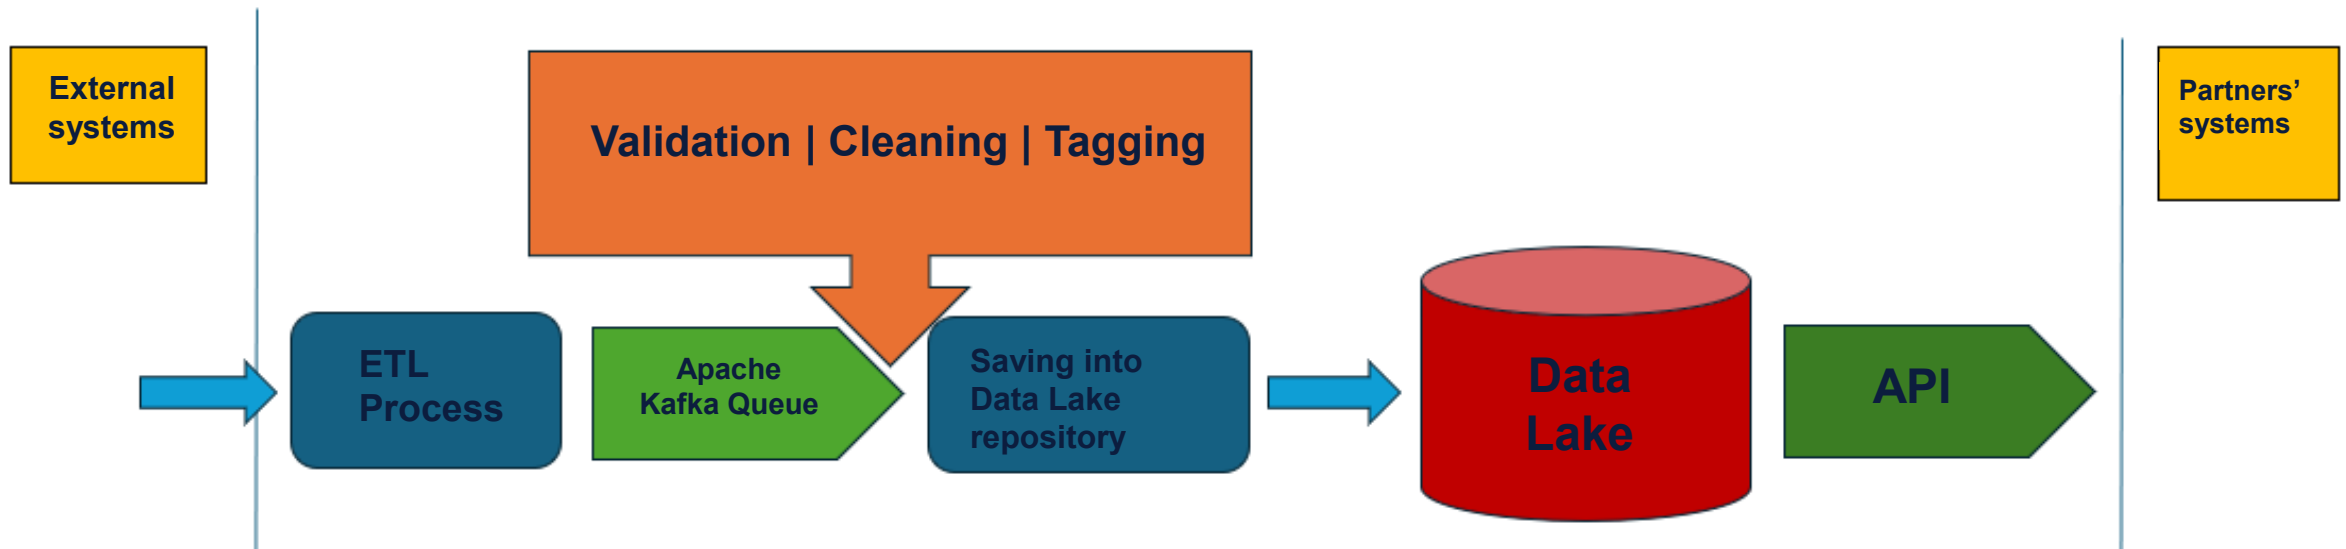 External
systems
Validation | Cleaning | Tagging
Partners’
systems
ETL
Process
Apache
Kafka Queue
Saving into
Data Lake
repository
Data
Lake
API